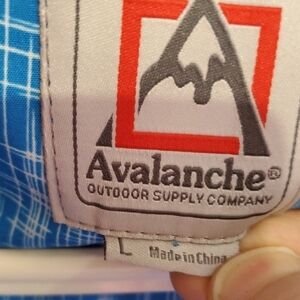 Avalanche®
OUTDOOR SUPPLY COMPANY
L
Made in China